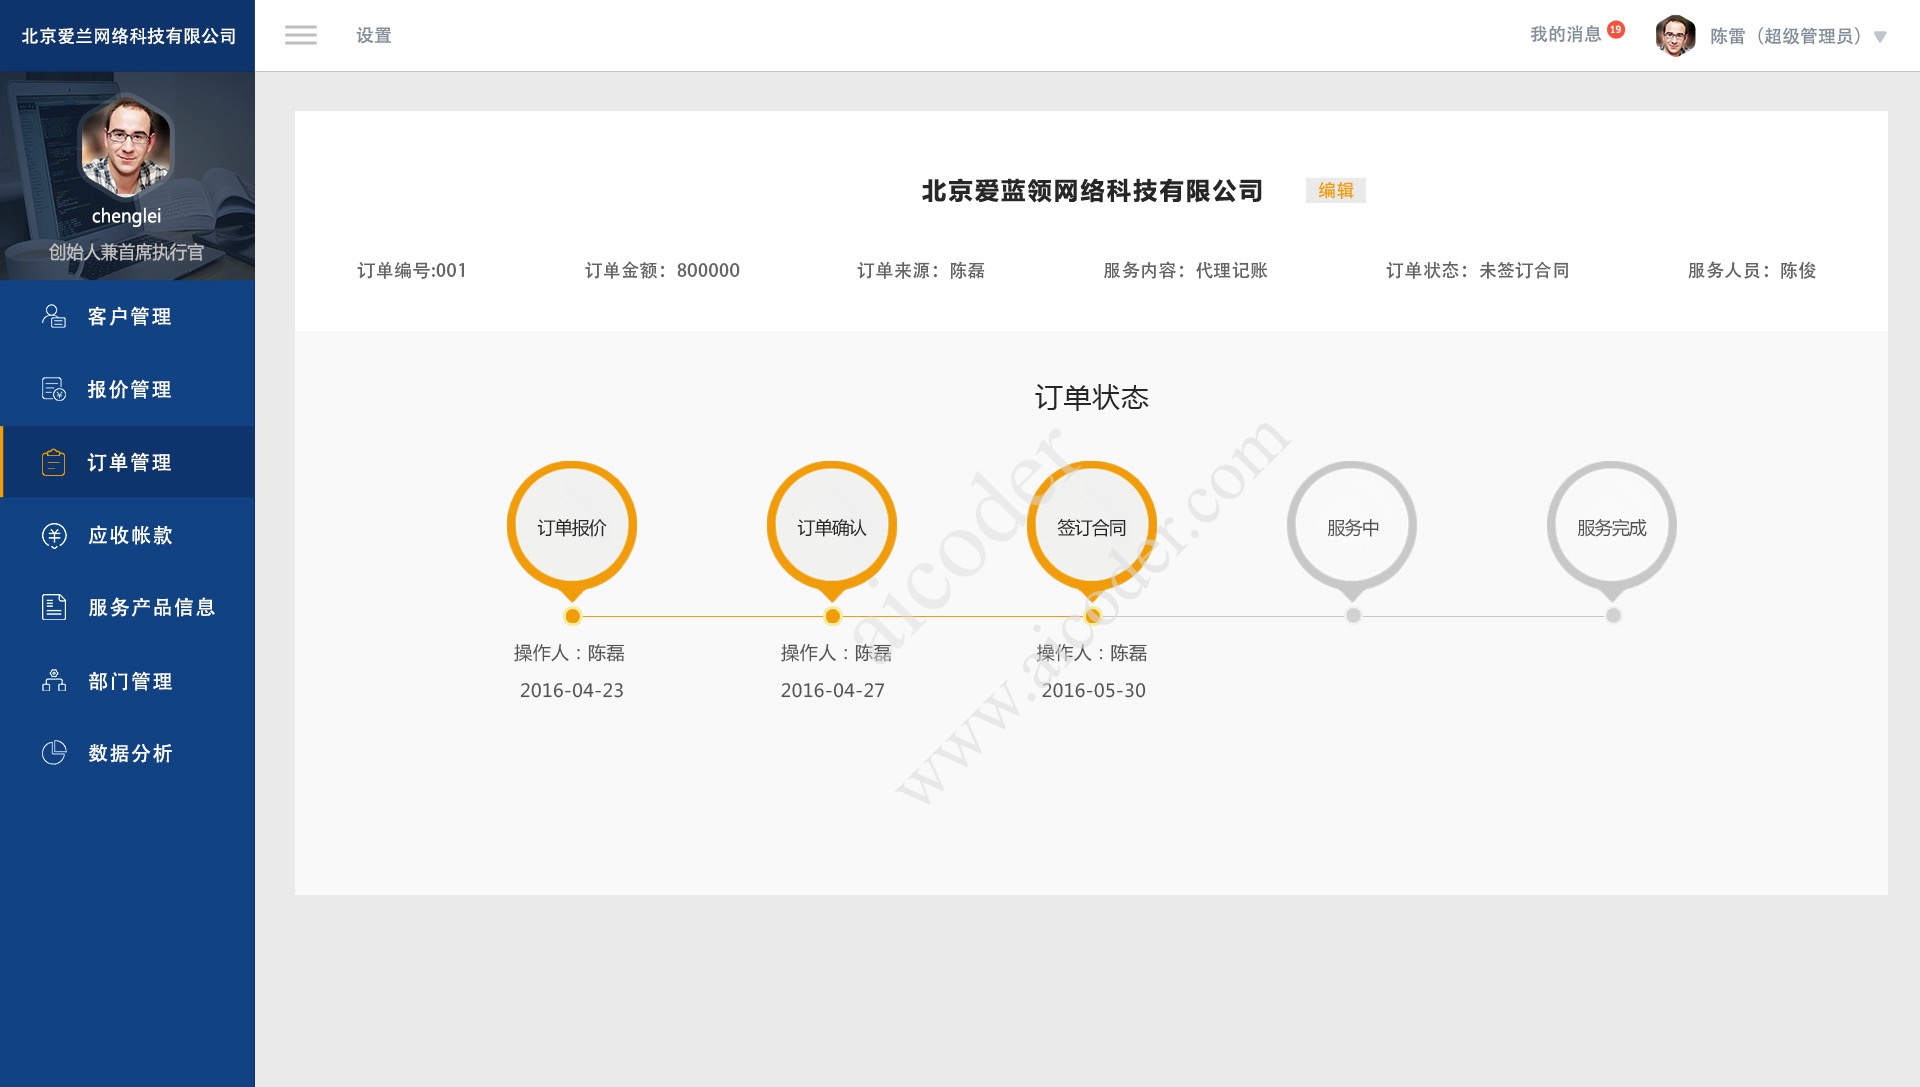 北京爱兰网络科技有限公司
设置
我的消息 19
陈雷（超级管理员）
chenglei
创始人兼首席执行官
客户管理
报价管理
订单管理
应收帐款
服务产品信息
部门管理
数据分析
北京爱蓝领网络科技有限公司 编辑
订单编号:001 订单金额：800000 订单来源：陈磊 服务内容：代理记账 订单状态：未签订合同 服务人员：陈俊
订单状态
订单报价 订单确认 签订合同 服务中 服务完成
操作人：陈磊 操作人：陈磊 操作人：陈磊
2016-04-23 2016-04-27 2016-05-30
aicoder
www.aicoder.com